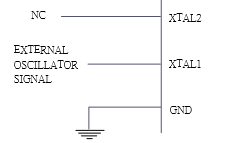 NC
XTAL2
EXTERNAL
OSCILLATOR
SIGNAL
XTAL1
GND